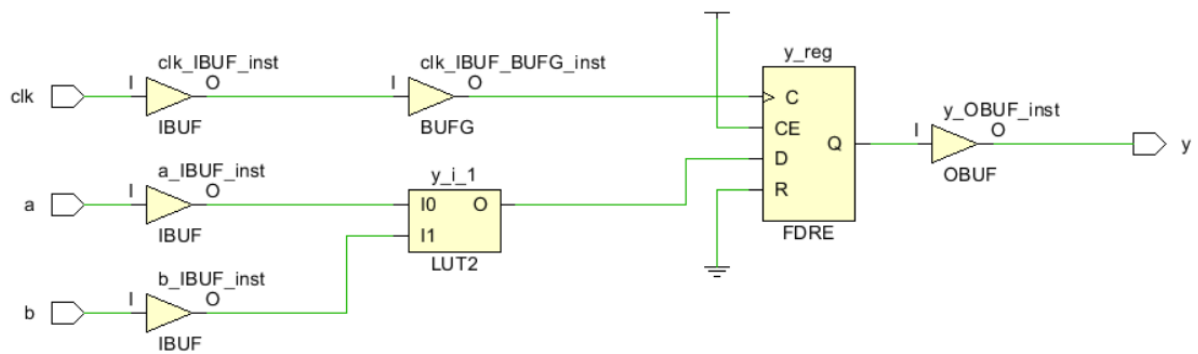 clk
I
clk_IBUF_inst
O
IBUF
I
clk_IBUF_BUFG_inst
O
BUFG
a
I
a_IBUF_inst
O
IBUF
b
I
b_IBUF_inst
O
IBUF
y_i_1
I0
O
I1
LUT2
y_reg
C
CE
D
Q
R
FDRE
I
y_OBUF_inst
O
OBUF
y